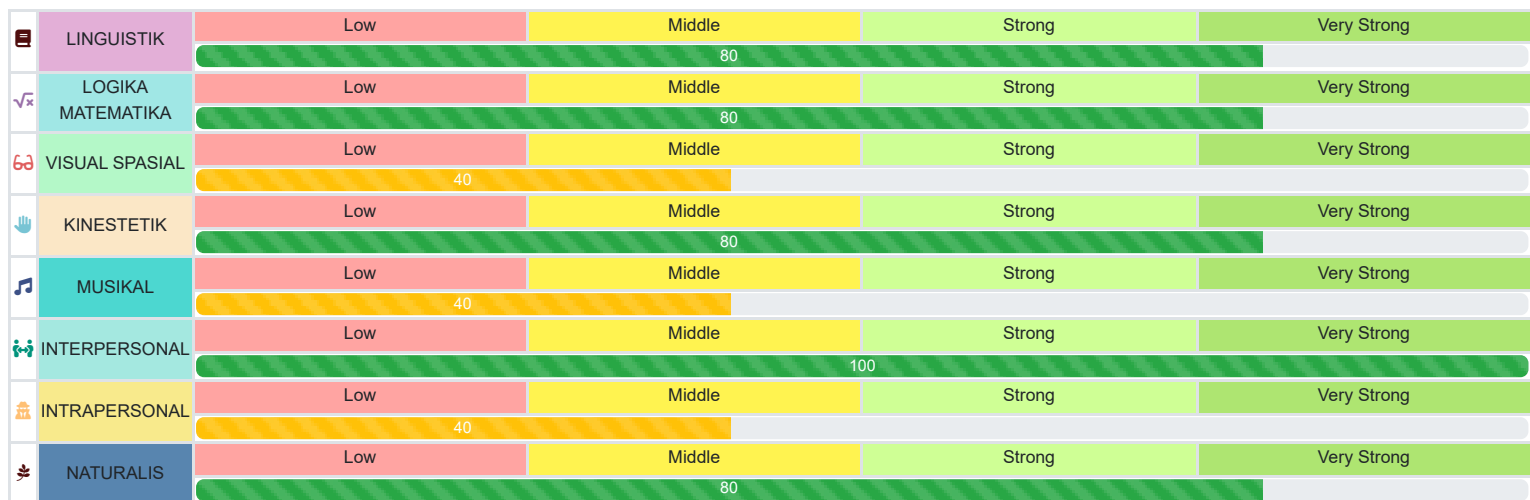 Low Middle Strong Very Strong
LINGUISTIK
80
LOGIKA
MATEMATIKA
Low Middle Strong Very Strong
80
VISUAL SPASIAL
Low Middle Strong Very Strong
40
KINESTETIK
Low Middle Strong Very Strong
80
MUSIKAL
Low Middle Strong Very Strong
40
INTERPERSONAL
Low Middle Strong Very Strong
100
INTRAPERSONAL
Low Middle Strong Very Strong
40
NATURALIS
Low Middle Strong Very Strong
80